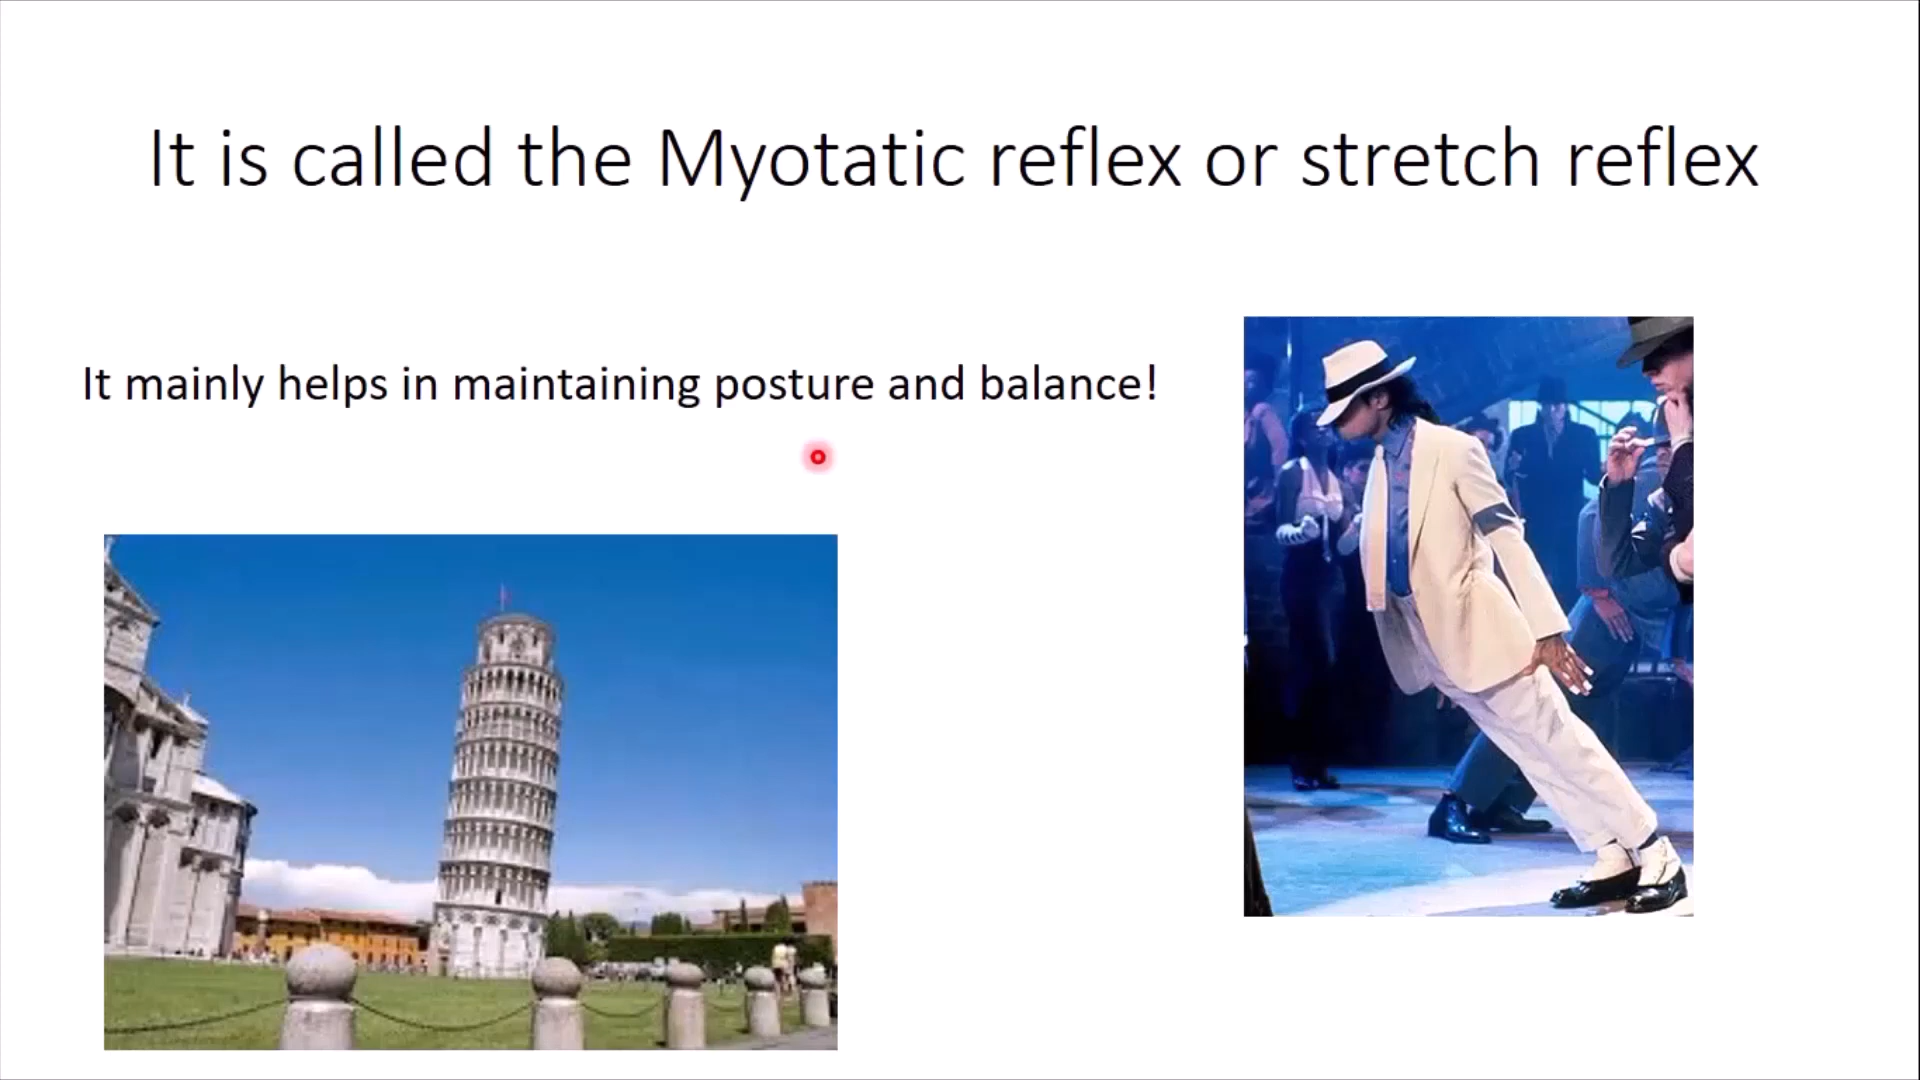 It is called the Myotatic reflex or stretch reflex
It mainly helps in maintaining posture and balance!